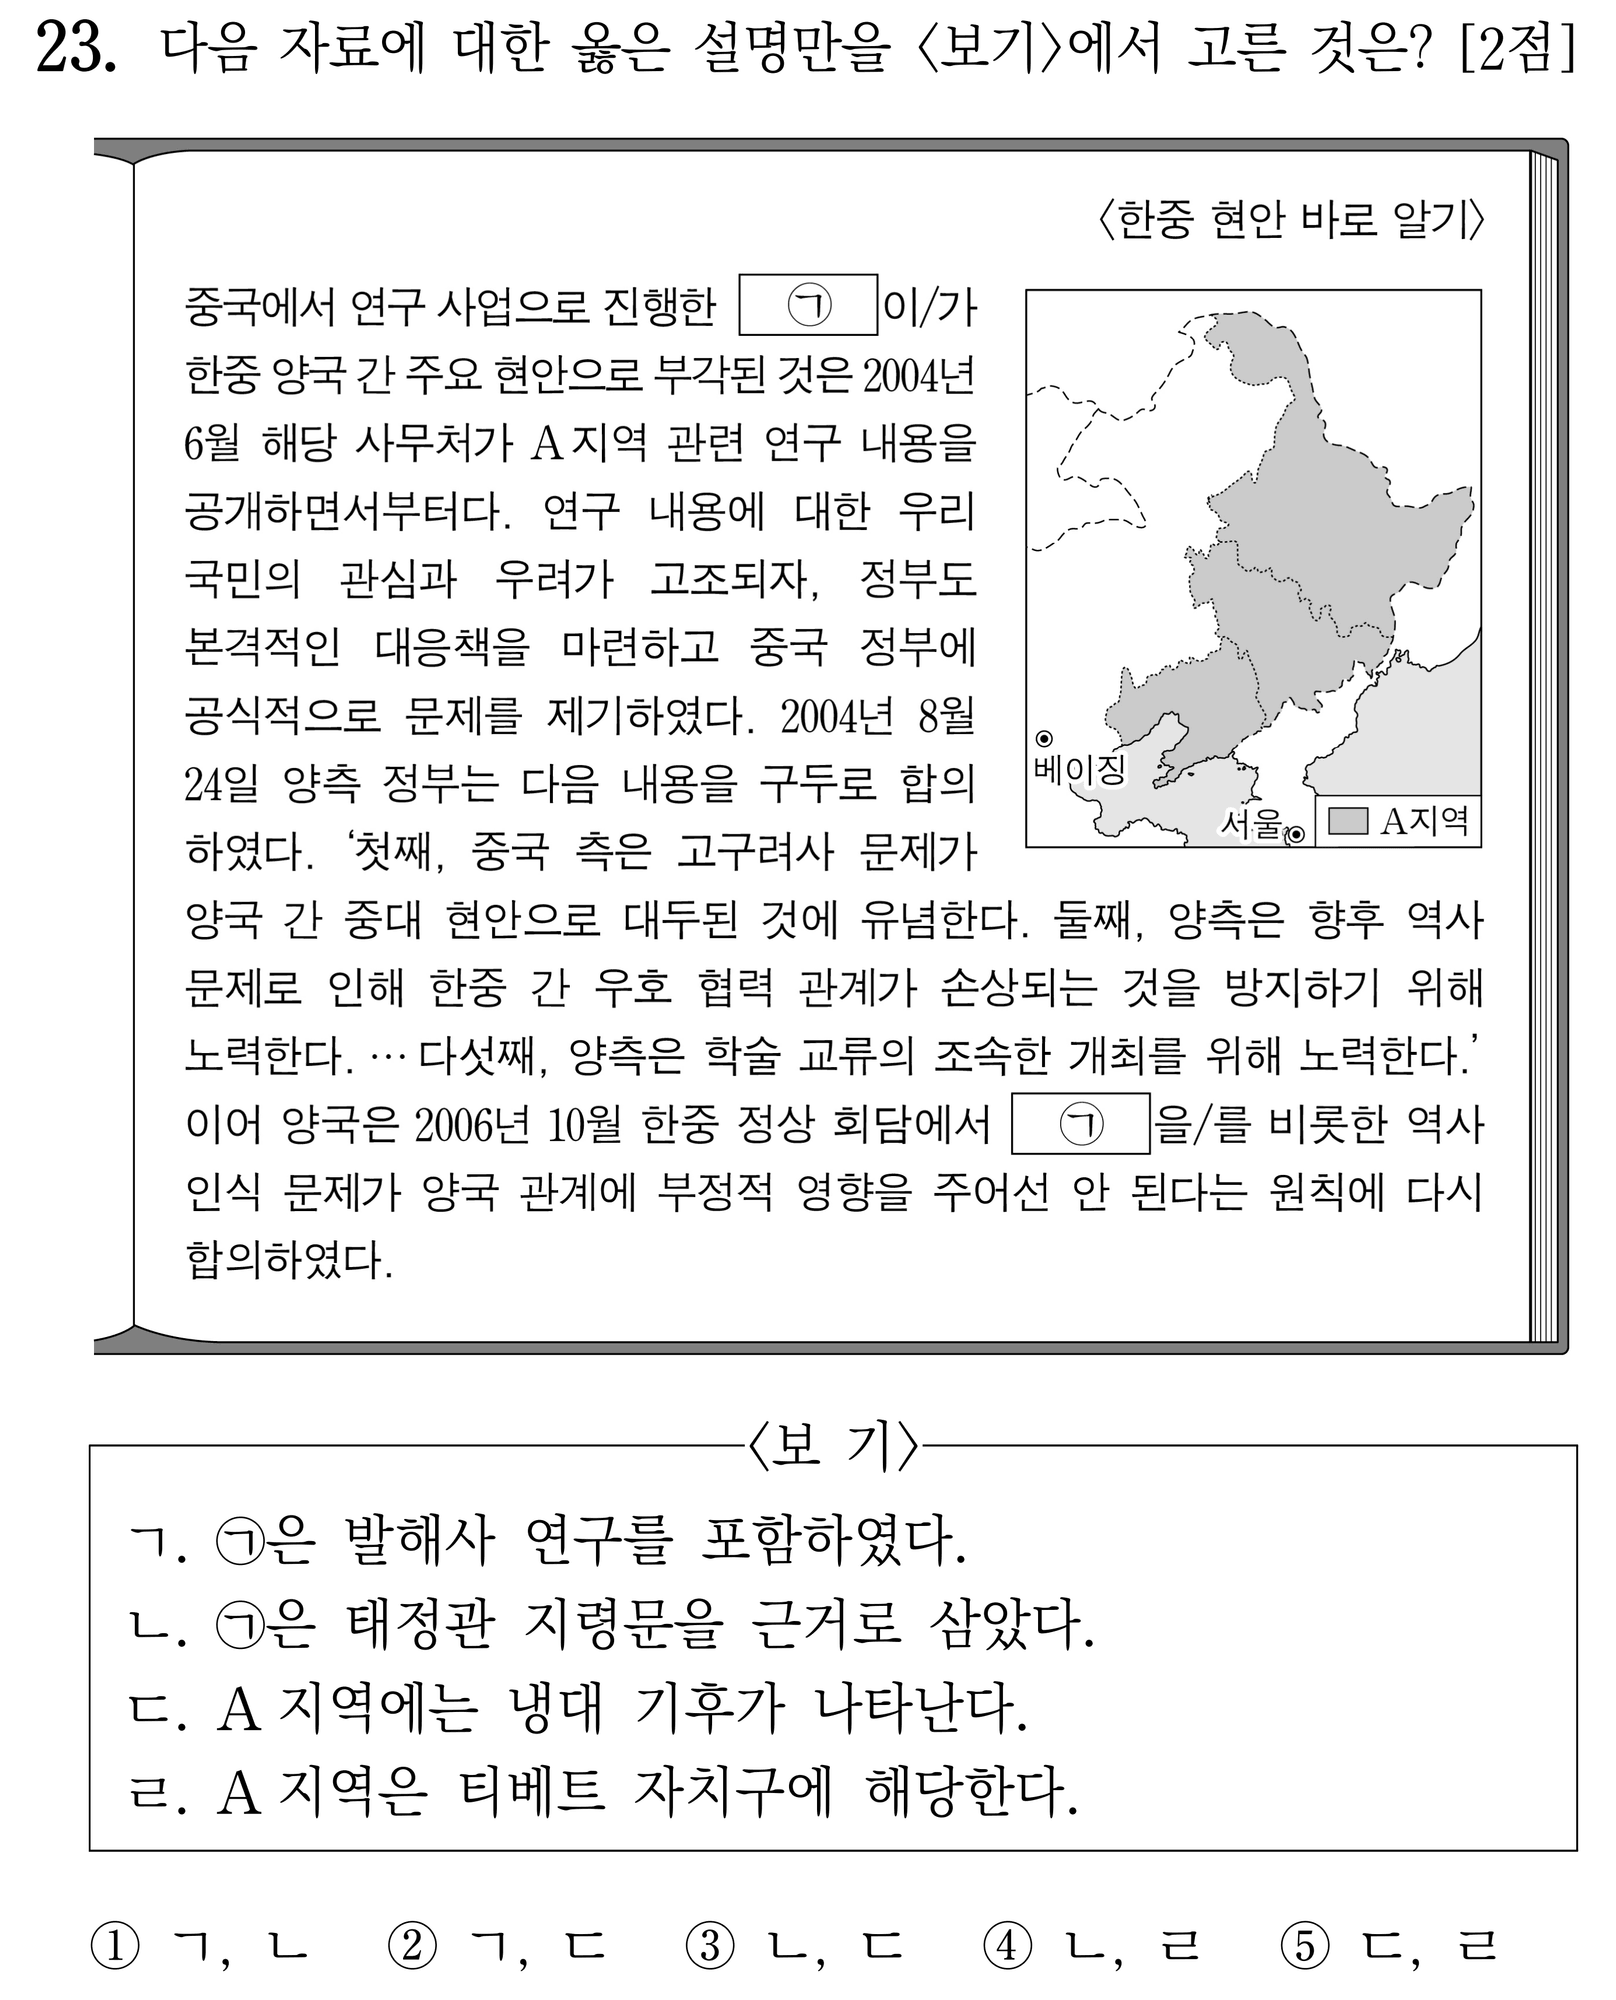 23. 다음 자료에 대한 옳은 설명만을 〈보기〉에서 고른 것은? [2점]
〈한중 현안 바로 알기〉
중국에서 연구 사업으로 진행한 ㉠ 이/가
한중 양국 간 주요 현안으로 부각된 것은 2004년
6월 해당 사무처가 A 지역 관련 연구 내용을
공개하면서부터다. 연구 내용에 대한 우리
국민의 관심과 우려가 고조되자, 정부도
본격적인 대응책을 마련하고 중국 정부에
공식적으로 문제를 제기하였다. 2004년 8월
24일 양측 정부는 다음 내용을 구두로 합의
하였다. ‘첫째, 중국 측은 고구려사 문제가
양국 간 중대 현안으로 대두된 것에 유념한다. 둘째, 양측은 향후 역사
문제로 인해 한중 간 우호 협력 관계가 손상되는 것을 방지하기 위해
노력한다. … 다섯째, 양측은 학술 교류의 조속한 개최를 위해 노력한다.’
이어 양국은 2006년 10월 한중 정상 회담에서 ㉠ 을/를 비롯한 역사
인식 문제가 양국 관계에 부정적 영향을 주어선 안 된다는 원칙에 다시
합의하였다.
베이징
서울
A지역
〈보 기〉
ㄱ. ㉠은 발해사 연구를 포함하였다.
ㄴ. ㉠은 태정관 지령문을 근거로 삼았다.
ㄷ. A 지역에는 냉대 기후가 나타난다.
ㄹ. A 지역은 티베트 자치구에 해당한다.
① ㄱ, ㄴ ② ㄱ, ㄷ ③ ㄴ, ㄷ ④ ㄴ, ㄹ ⑤ ㄷ, ㄹ